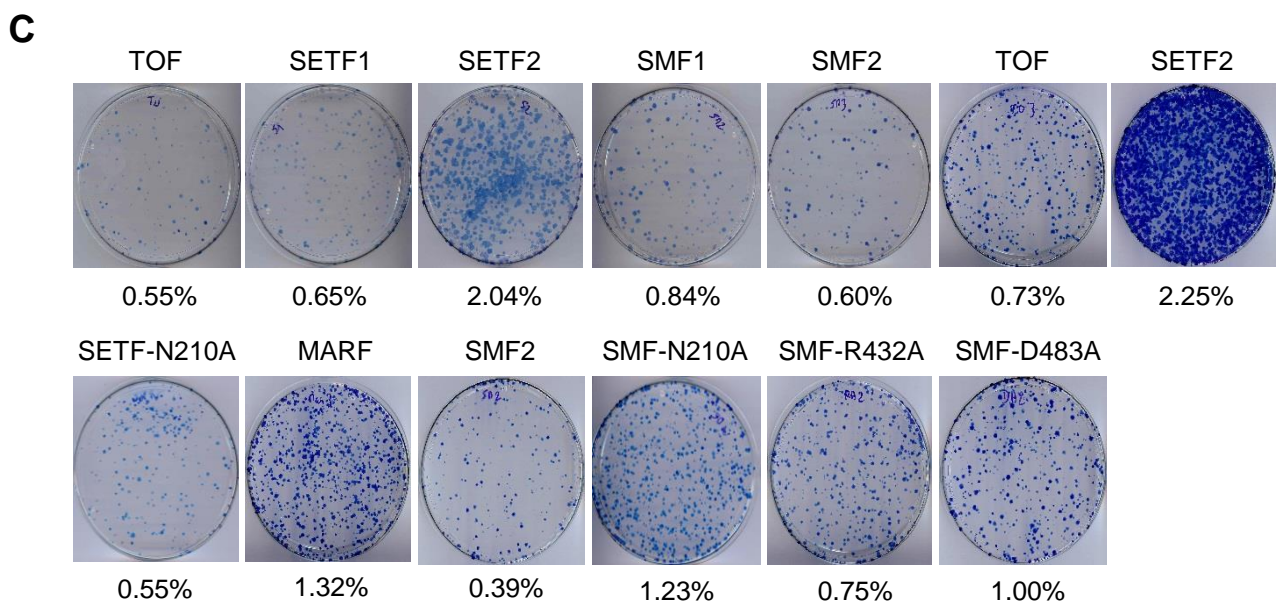 C
TOF SETF1 SETF2 SMF1 SMF2 TOF SETF2
0.55% 0.65% 2.04% 0.84% 0.60% 0.73% 2.25%
SETF-N210A MARF SMF2 SMF-N210A SMF-R432A SMF-D483A
0.55% 1.32% 0.39% 1.23% 0.75% 1.00%